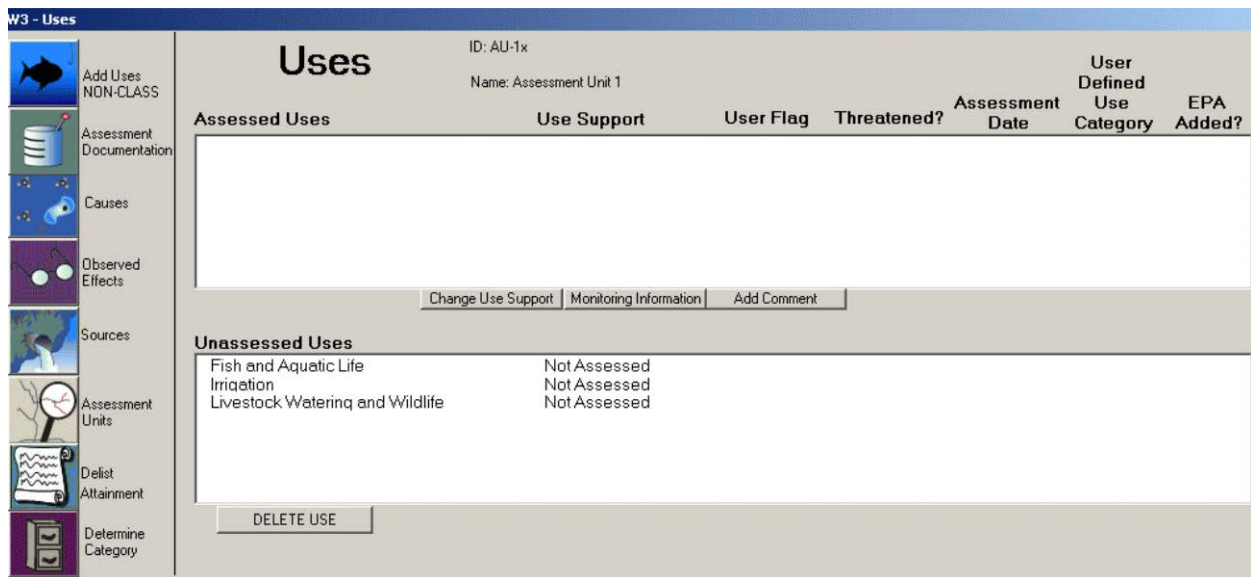 W3 - Uses
Add Uses
NON-CLASS
Assessment
Documentation
Causes
Observed
Effects
Sources
Assessment
Units
Delist
Attainment
Determine
Category
Uses
ID: AU-1x
Name: Assessment Unit 1
Assessed Uses
Use Support
User Flag
Threatened?
Assessment
Date
User
Defined
Use
Category
EPA
Added?
Change Use Support
Monitoring Information
Add Comment
Unassessed Uses
Fish and Aquatic Life Not Assessed
Irrigation Not Assessed
Livestock Watering and Wildlife Not Assessed
DELETE USE